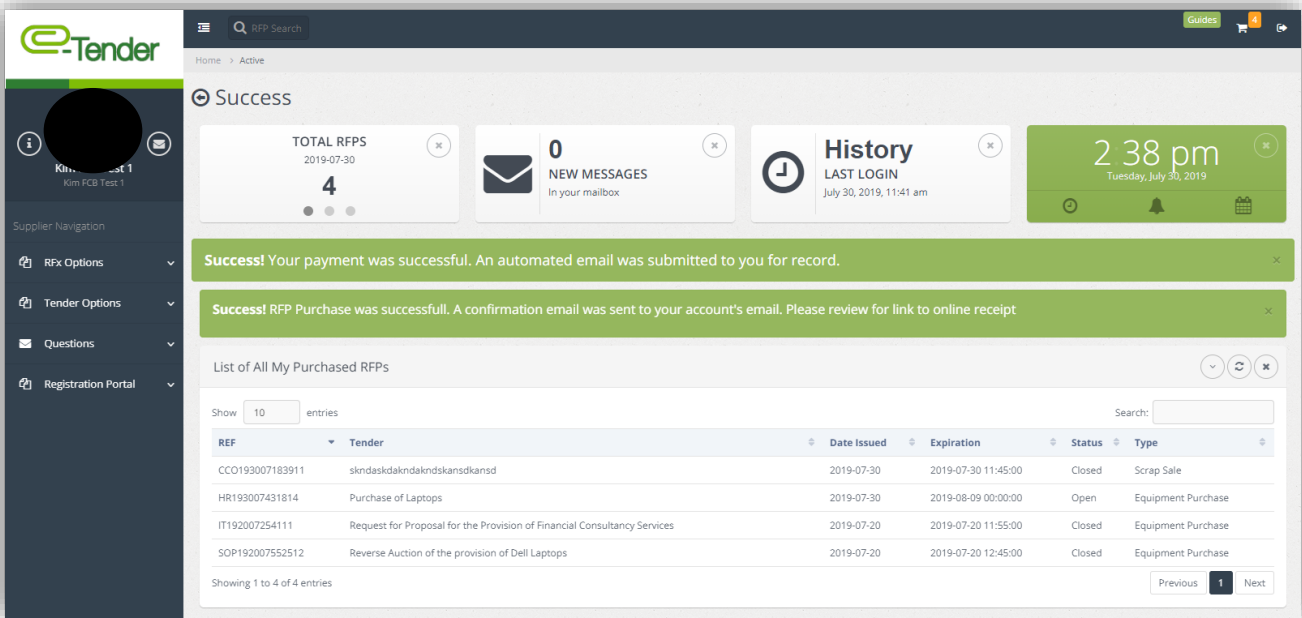 e-Tender
RFP Search
Guides
4
Home > Active
Success
Kim st 1
Kim FCB Test 1
Supplier Navigation
RFx Options
Tender Options
Questions
Registration Portal
TOTAL RFPS
2019-07-30
4
0
NEW MESSAGES
In your mailbox
History
LAST LOGIN
July 30, 2019, 11:41 am
2 38 pm
Tuesday, July 30, 2019
Success! Your payment was successful. An automated email was submitted to you for record.
Success! RFP Purchase was successfull. A confirmation email was sent to your account's email. Please review for link to online receipt
List of All My Purchased RFPs
Show 10 entries Search:
REF Tender Date Issued Expiration Status Type
CCO193007183911 skndaskdakndakndskansdkansd 2019-07-30 2019-07-30 11:45:00 Closed Scrap Sale
HR193007431814 Purchase of Laptops 2019-07-30 2019-08-09 00:00:00 Open Equipment Purchase
IT192007254111 Request for Proposal for the Provision of Financial Consultancy Services 2019-07-20 2019-07-20 11:55:00 Closed Equipment Purchase
SOP192007552512 Reverse Auction of the provision of Dell Laptops 2019-07-20 2019-07-20 12:45:00 Closed Equipment Purchase
Showing 1 to 4 of 4 entries
Previous 1 Next